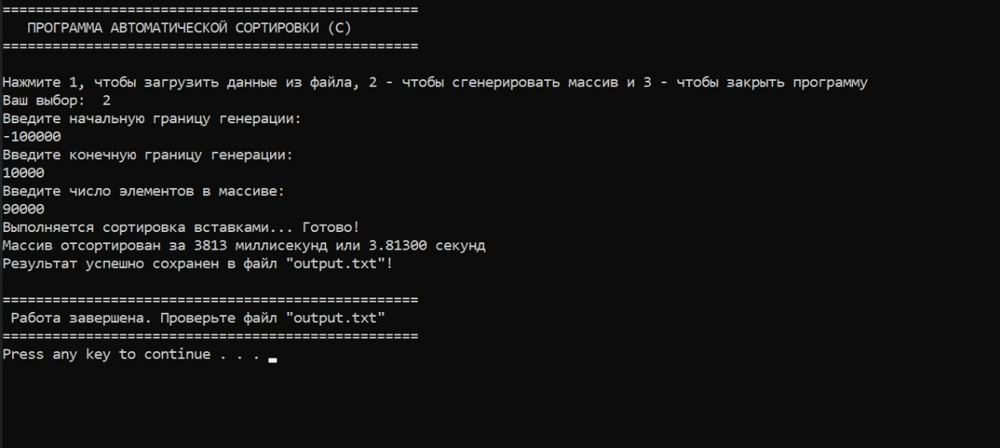 ==================================================
ПРОГРАММА АВТОМАТИЧЕСКОЙ СОРТИРОВКИ (C)
==================================================
Нажмите 1, чтобы загрузить данные из файла, 2 - чтобы сгенерировать массив и 3 - чтобы закрыть программу
Ваш выбор:  2
Введите начальную границу генерации:
-100000
Введите конечную границу генерации:
10000
Введите число элементов в массиве:
90000
Выполняется сортировка вставками... Готово!
Массив отсортирован за 3813 миллисекунд или 3.81300 секунд
Результат успешно сохранен в файл "output.txt"!
==================================================
Работа завершена. Проверьте файл "output.txt"
==================================================
Press any key to continue . . .